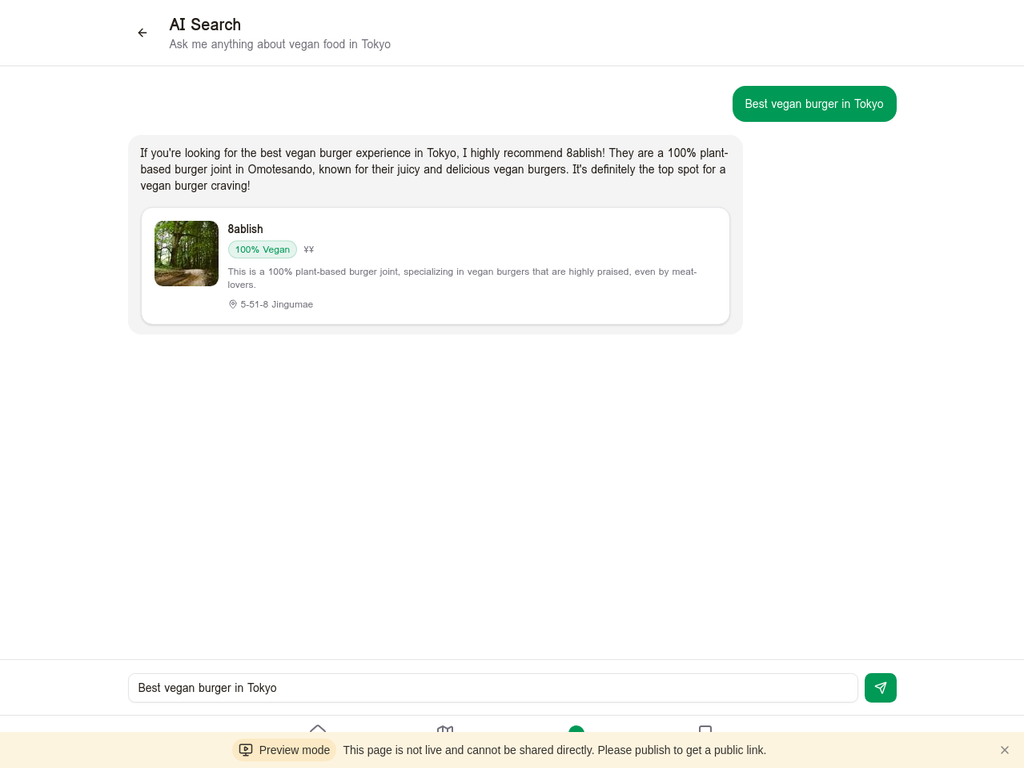 AI Search
Ask me anything about vegan food in Tokyo
Best vegan burger in Tokyo
If you're looking for the best vegan burger experience in Tokyo, I highly recommend 8ablish! They are a 100% plant-
based burger joint in Omotesando, known for their juicy and delicious vegan burgers. It's definitely the top spot for a
vegan burger craving!
8ablish
100% Vegan ¥¥
This is a 100% plant-based burger joint, specializing in vegan burgers that are highly praised, even by meat-
lovers.
5-51-8 Jingumae
Best vegan burger in Tokyo
Preview mode This page is not live and cannot be shared directly. Please publish to get a public link.